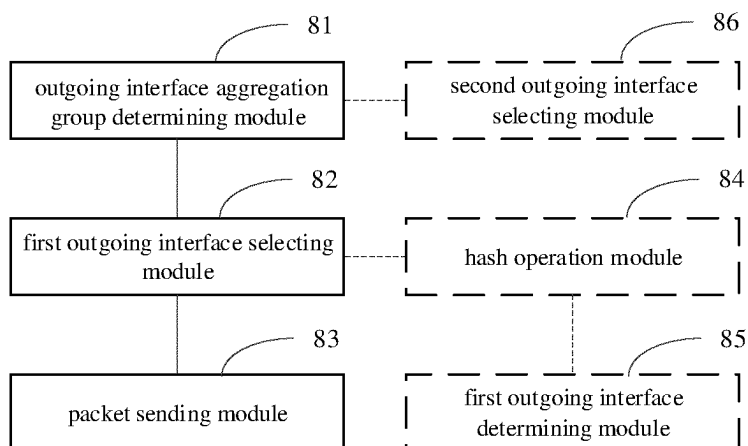 81
86
outgoing interface aggregation
group determining module
second outgoing interface
selecting module
82
84
first outgoing interface selecting
module
hash operation module
83
85
packet sending module
first outgoing interface
determining module